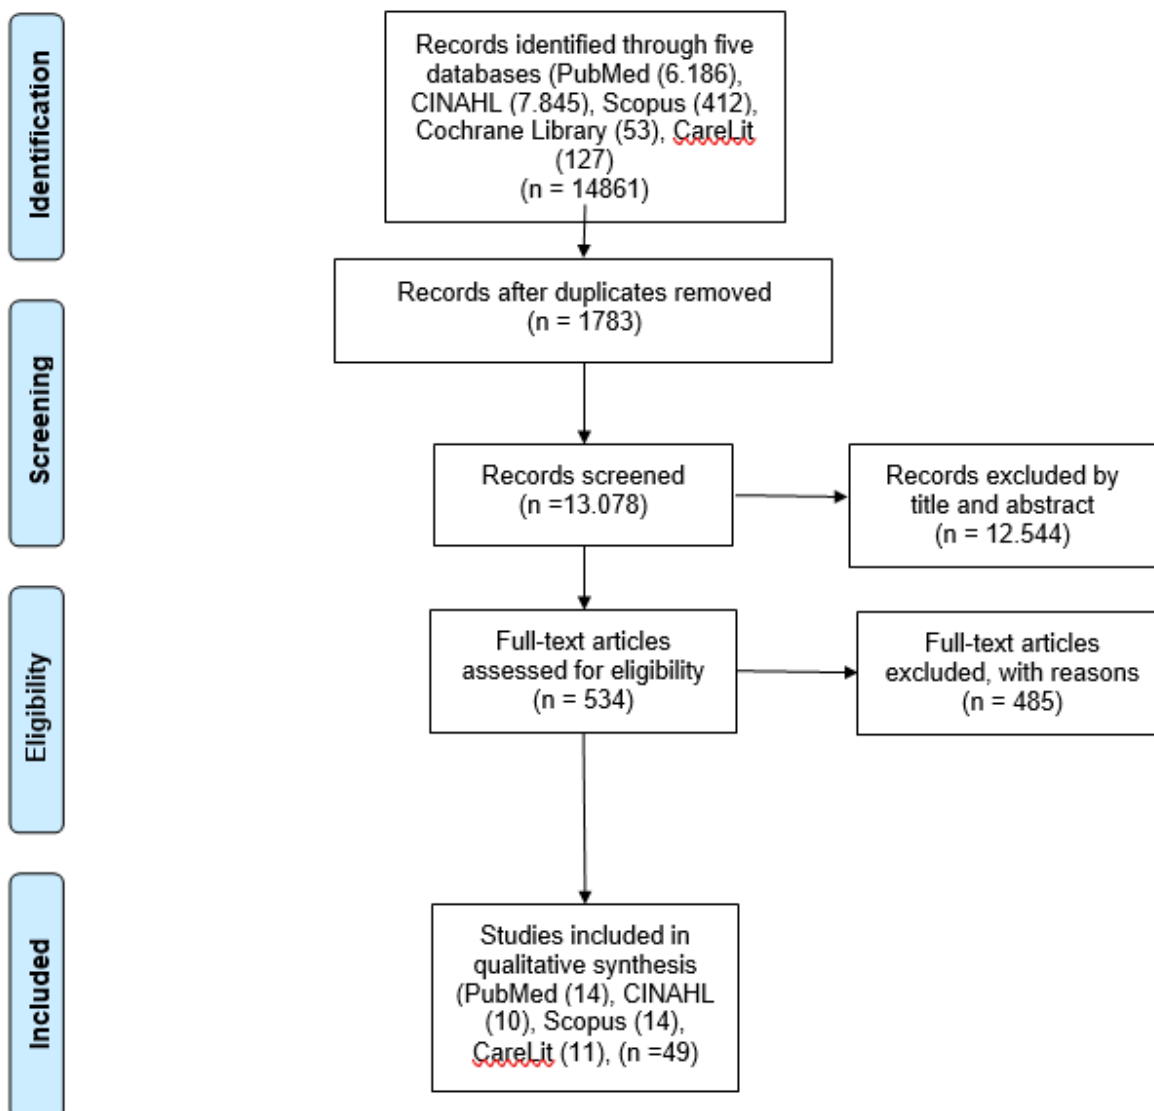 Identification
Records identified through five
databases (PubMed (6.186),
CINAHL (7.845), Scopus (412),
Cochrane Library (53), CareLit
(127)
(n = 14861)
Records after duplicates removed
(n = 1783)
Screening
Records screened
(n =13.078)
Records excluded by
title and abstract
(n = 12.544)
Eligibility
Full-text articles
assessed for eligibility
(n = 534)
Full-text articles
excluded, with reasons
(n = 485)
Included
Studies included in
qualitative synthesis
(PubMed (14), CINAHL
(10), Scopus (14),
CareLit (11), (n =49)